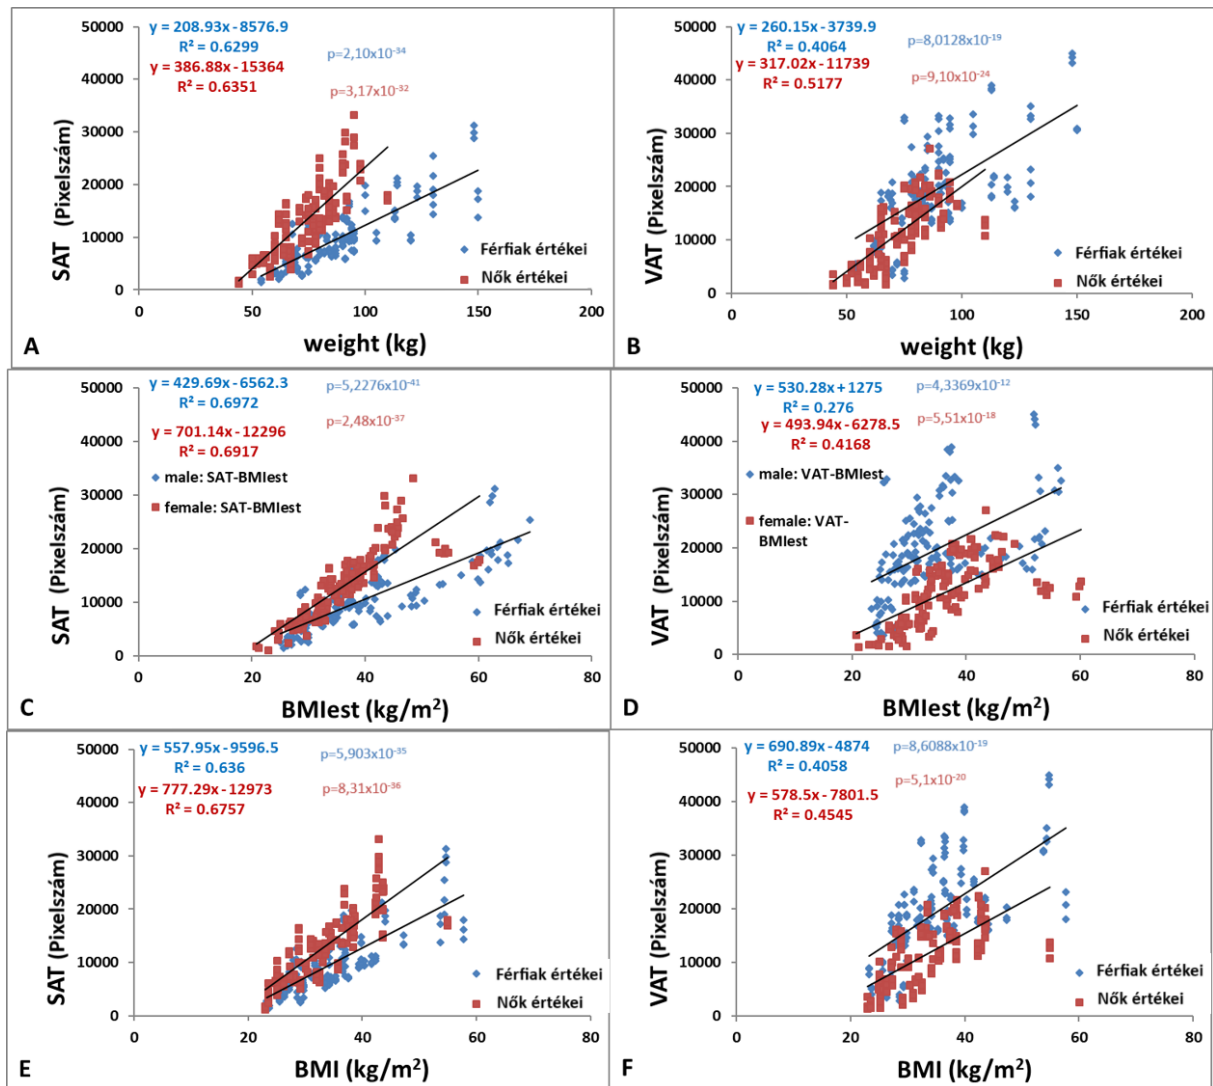 y = 208.93x - 8576.9
R² = 0.6299
p=2,10x10⁻³⁴
y = 386.88x - 15364
R² = 0.6351
p=3,17x10⁻³²
50000
40000
30000
20000
10000
0
SAT (Pixelszám)
Férfiak értékei
Nők értékei
0 50 100 150 200
A
weight (kg)
y = 260.15x - 3739.9
R² = 0.4064
p=8,0128x10⁻¹⁹
y = 317.02x - 11739
R² = 0.5177
p=9,10x10⁻²⁴
50000
40000
30000
20000
10000
0
VAT (Pixelszám)
Férfiak értékei
Nők értékei
0 50 100 150 200
B
weight (kg)
y = 429.69x - 6562.3
R² = 0.6972
p=5,2276x10⁻⁴¹
y = 701.14x - 12296
R² = 0.6917
p=2,48x10⁻³⁷
male: SAT-BMIest
female: SAT-BMIest
50000
40000
30000
20000
10000
0
SAT (Pixelszám)
Férfiak értékei
Nők értékei
0 20 40 60 80
C
BMIest (kg/m²)
y = 530.28x + 1275
R² = 0.276
p=4,3369x10⁻¹²
y = 493.94x - 6278.5
R² = 0.4168
p=5,51x10⁻¹⁸
male: VAT-BMIest
female: VAT-
BMIest
50000
40000
30000
20000
10000
0
VAT (Pixelszám)
Férfiak értékei
Nők értékei
0 20 40 60 80
D
BMIest (kg/m²)
y = 557.95x - 9596.5
R² = 0.636
p=5,903x10⁻³⁵
y = 777.29x - 12973
R² = 0.6757
p=8,31x10⁻³⁶
50000
40000
30000
20000
10000
0
SAT (Pixelszám)
Férfiak értékei
Nők értékei
0 20 40 60 80
E
BMI (kg/m²)
y = 690.89x - 4874
R² = 0.4058
p=8,6088x10⁻¹⁹
y = 578.5x - 7801.5
R² = 0.4545
p=5,1x10⁻²⁰
50000
40000
30000
20000
10000
0
VAT (Pixelszám)
Férfiak értékei
Nők értékei
0 20 40 60 80
F
BMI (kg/m²)